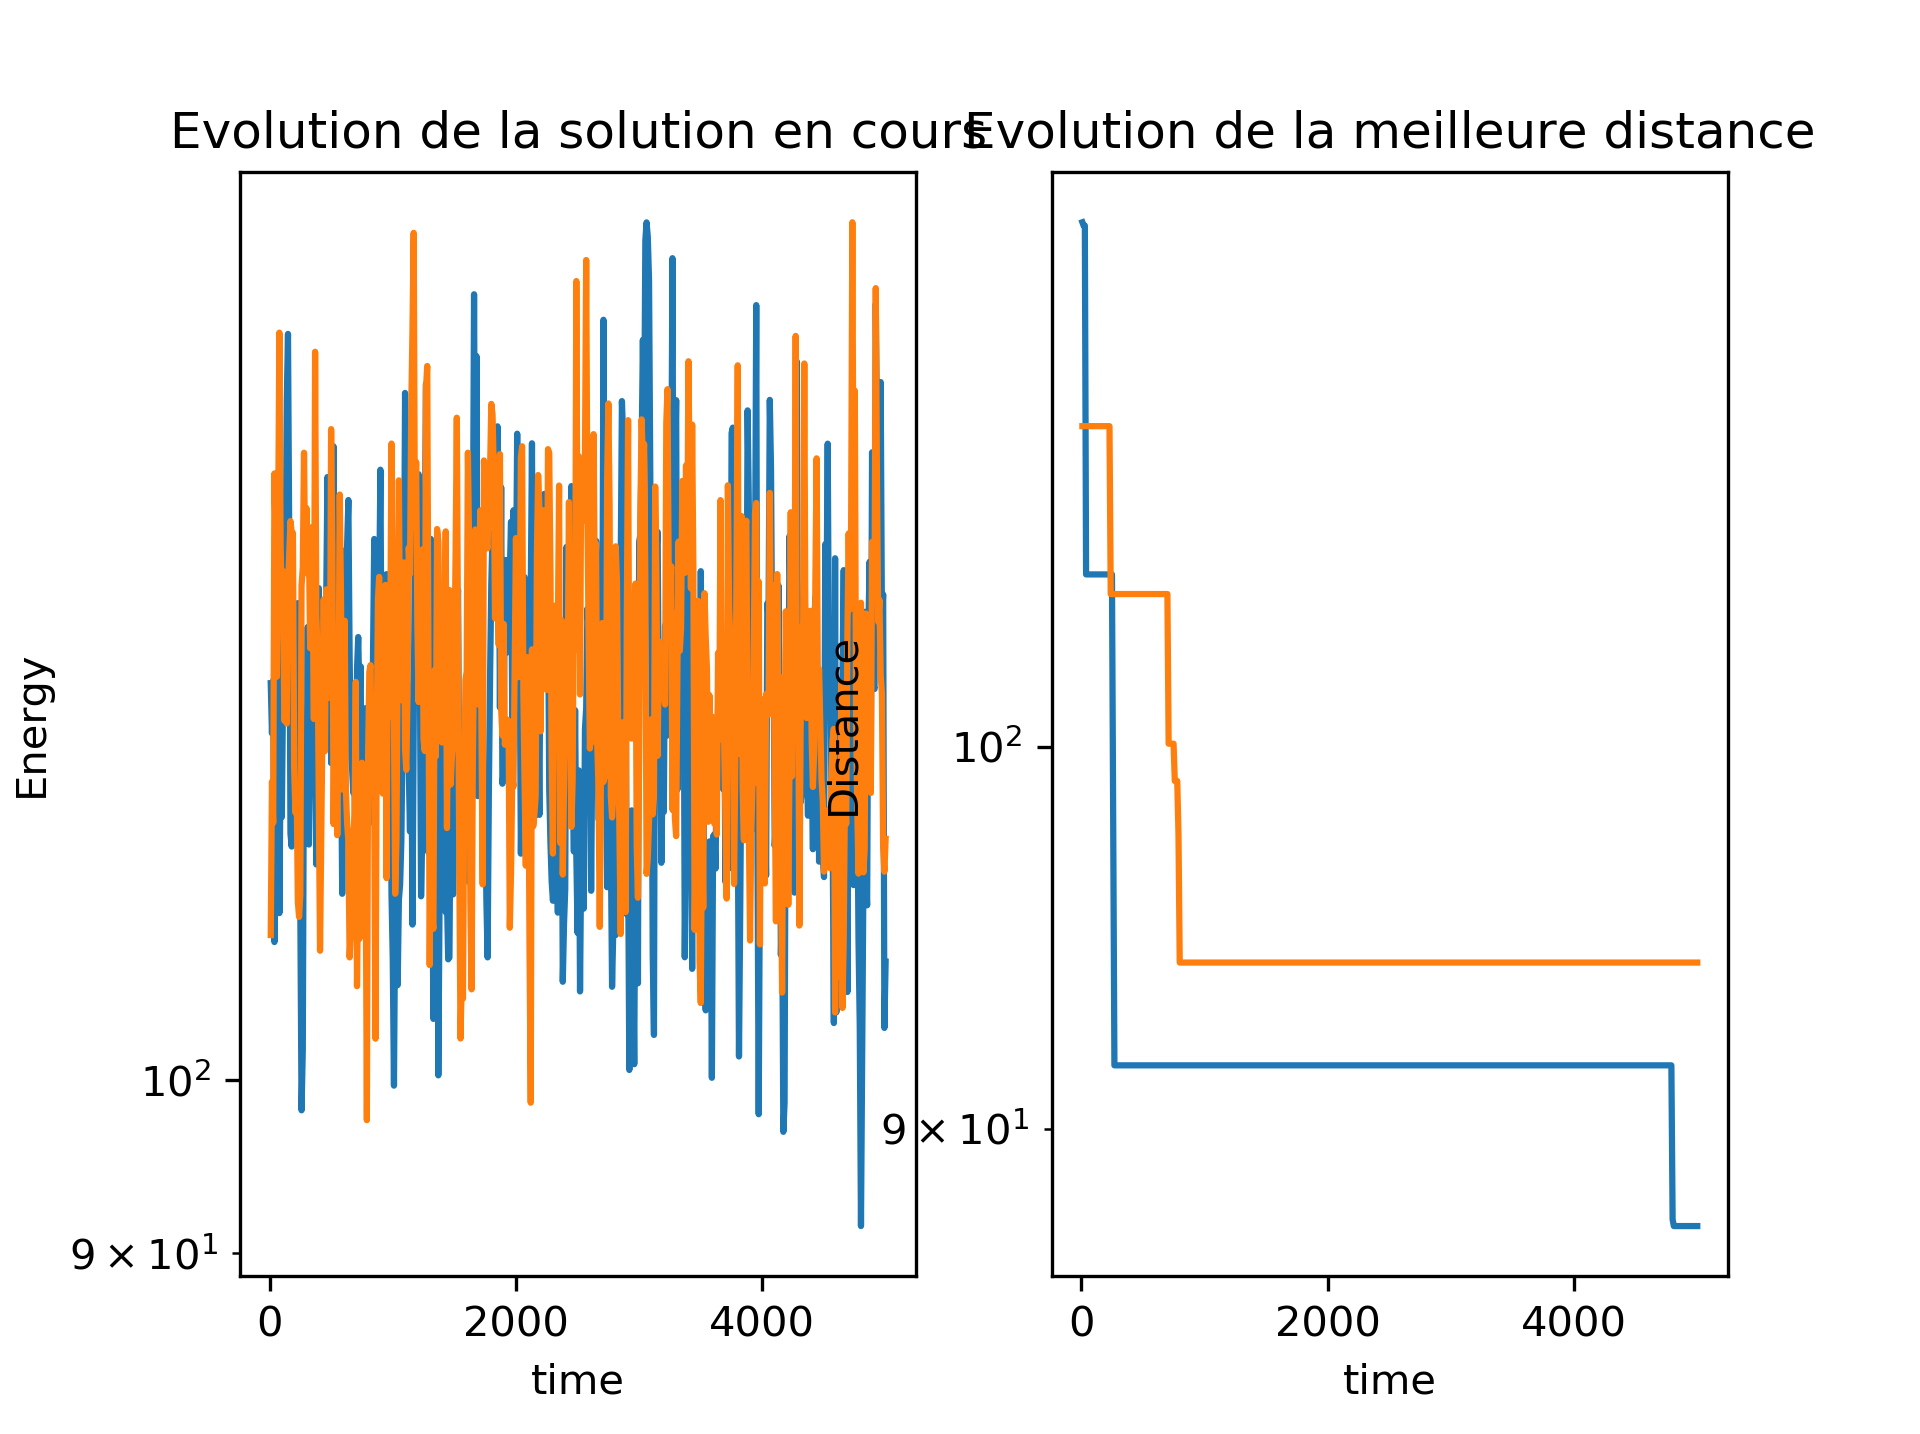 Evolution de la solution en cours
Evolution de la meilleure distance
Energy
10²
9 × 10¹
0 2000 4000
time
Distance
10²
9 × 10¹
0 2000 4000
time